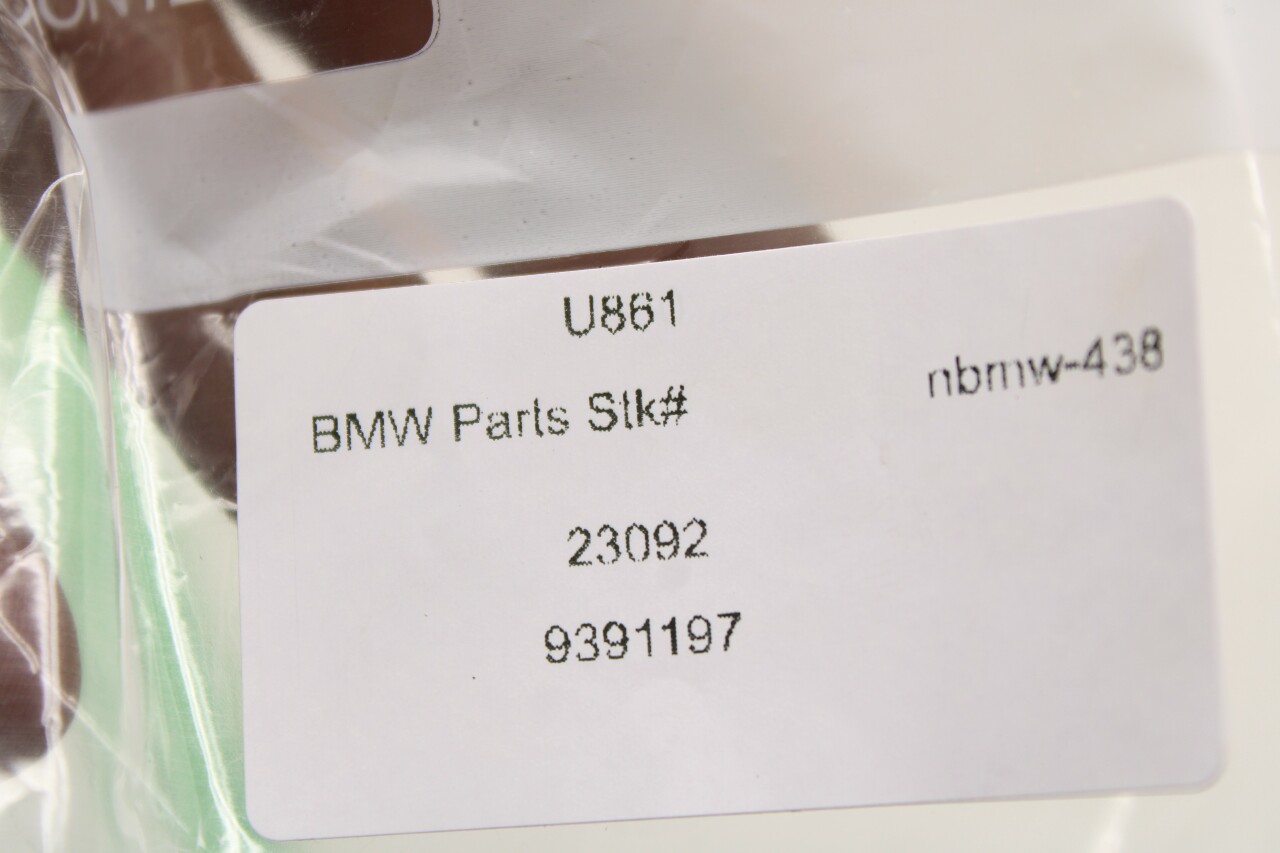 U861
BMW Parts Stk#
nbmw-438
23092
9391197